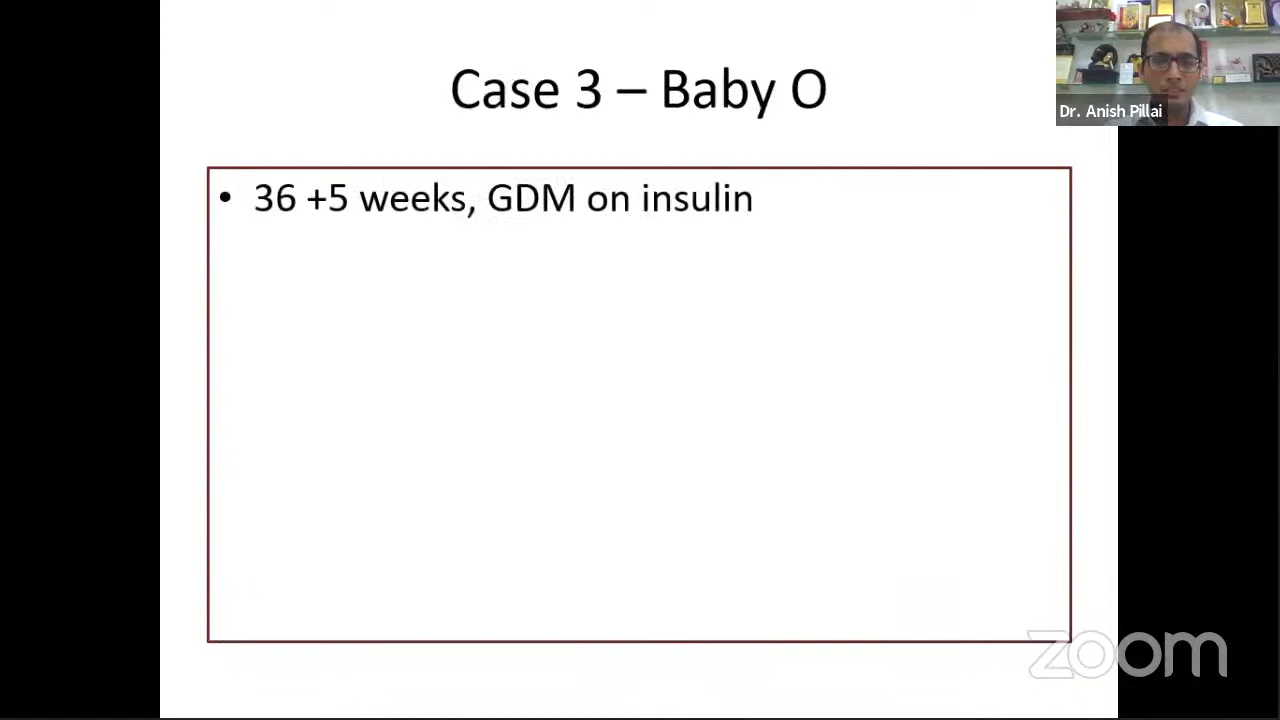 Case 3 – Baby O
Dr. Anish Pillai
• 36 +5 weeks, GDM on insulin
zoom